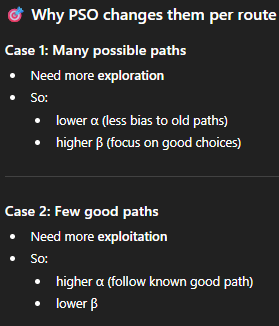 🎯 Why PSO changes them per route
Case 1: Many possible paths
• Need more exploration
• So:
• lower α (less bias to old paths)
• higher β (focus on good choices)
Case 2: Few good paths
• Need more exploitation
• So:
• higher α (follow known good path)
• lower β